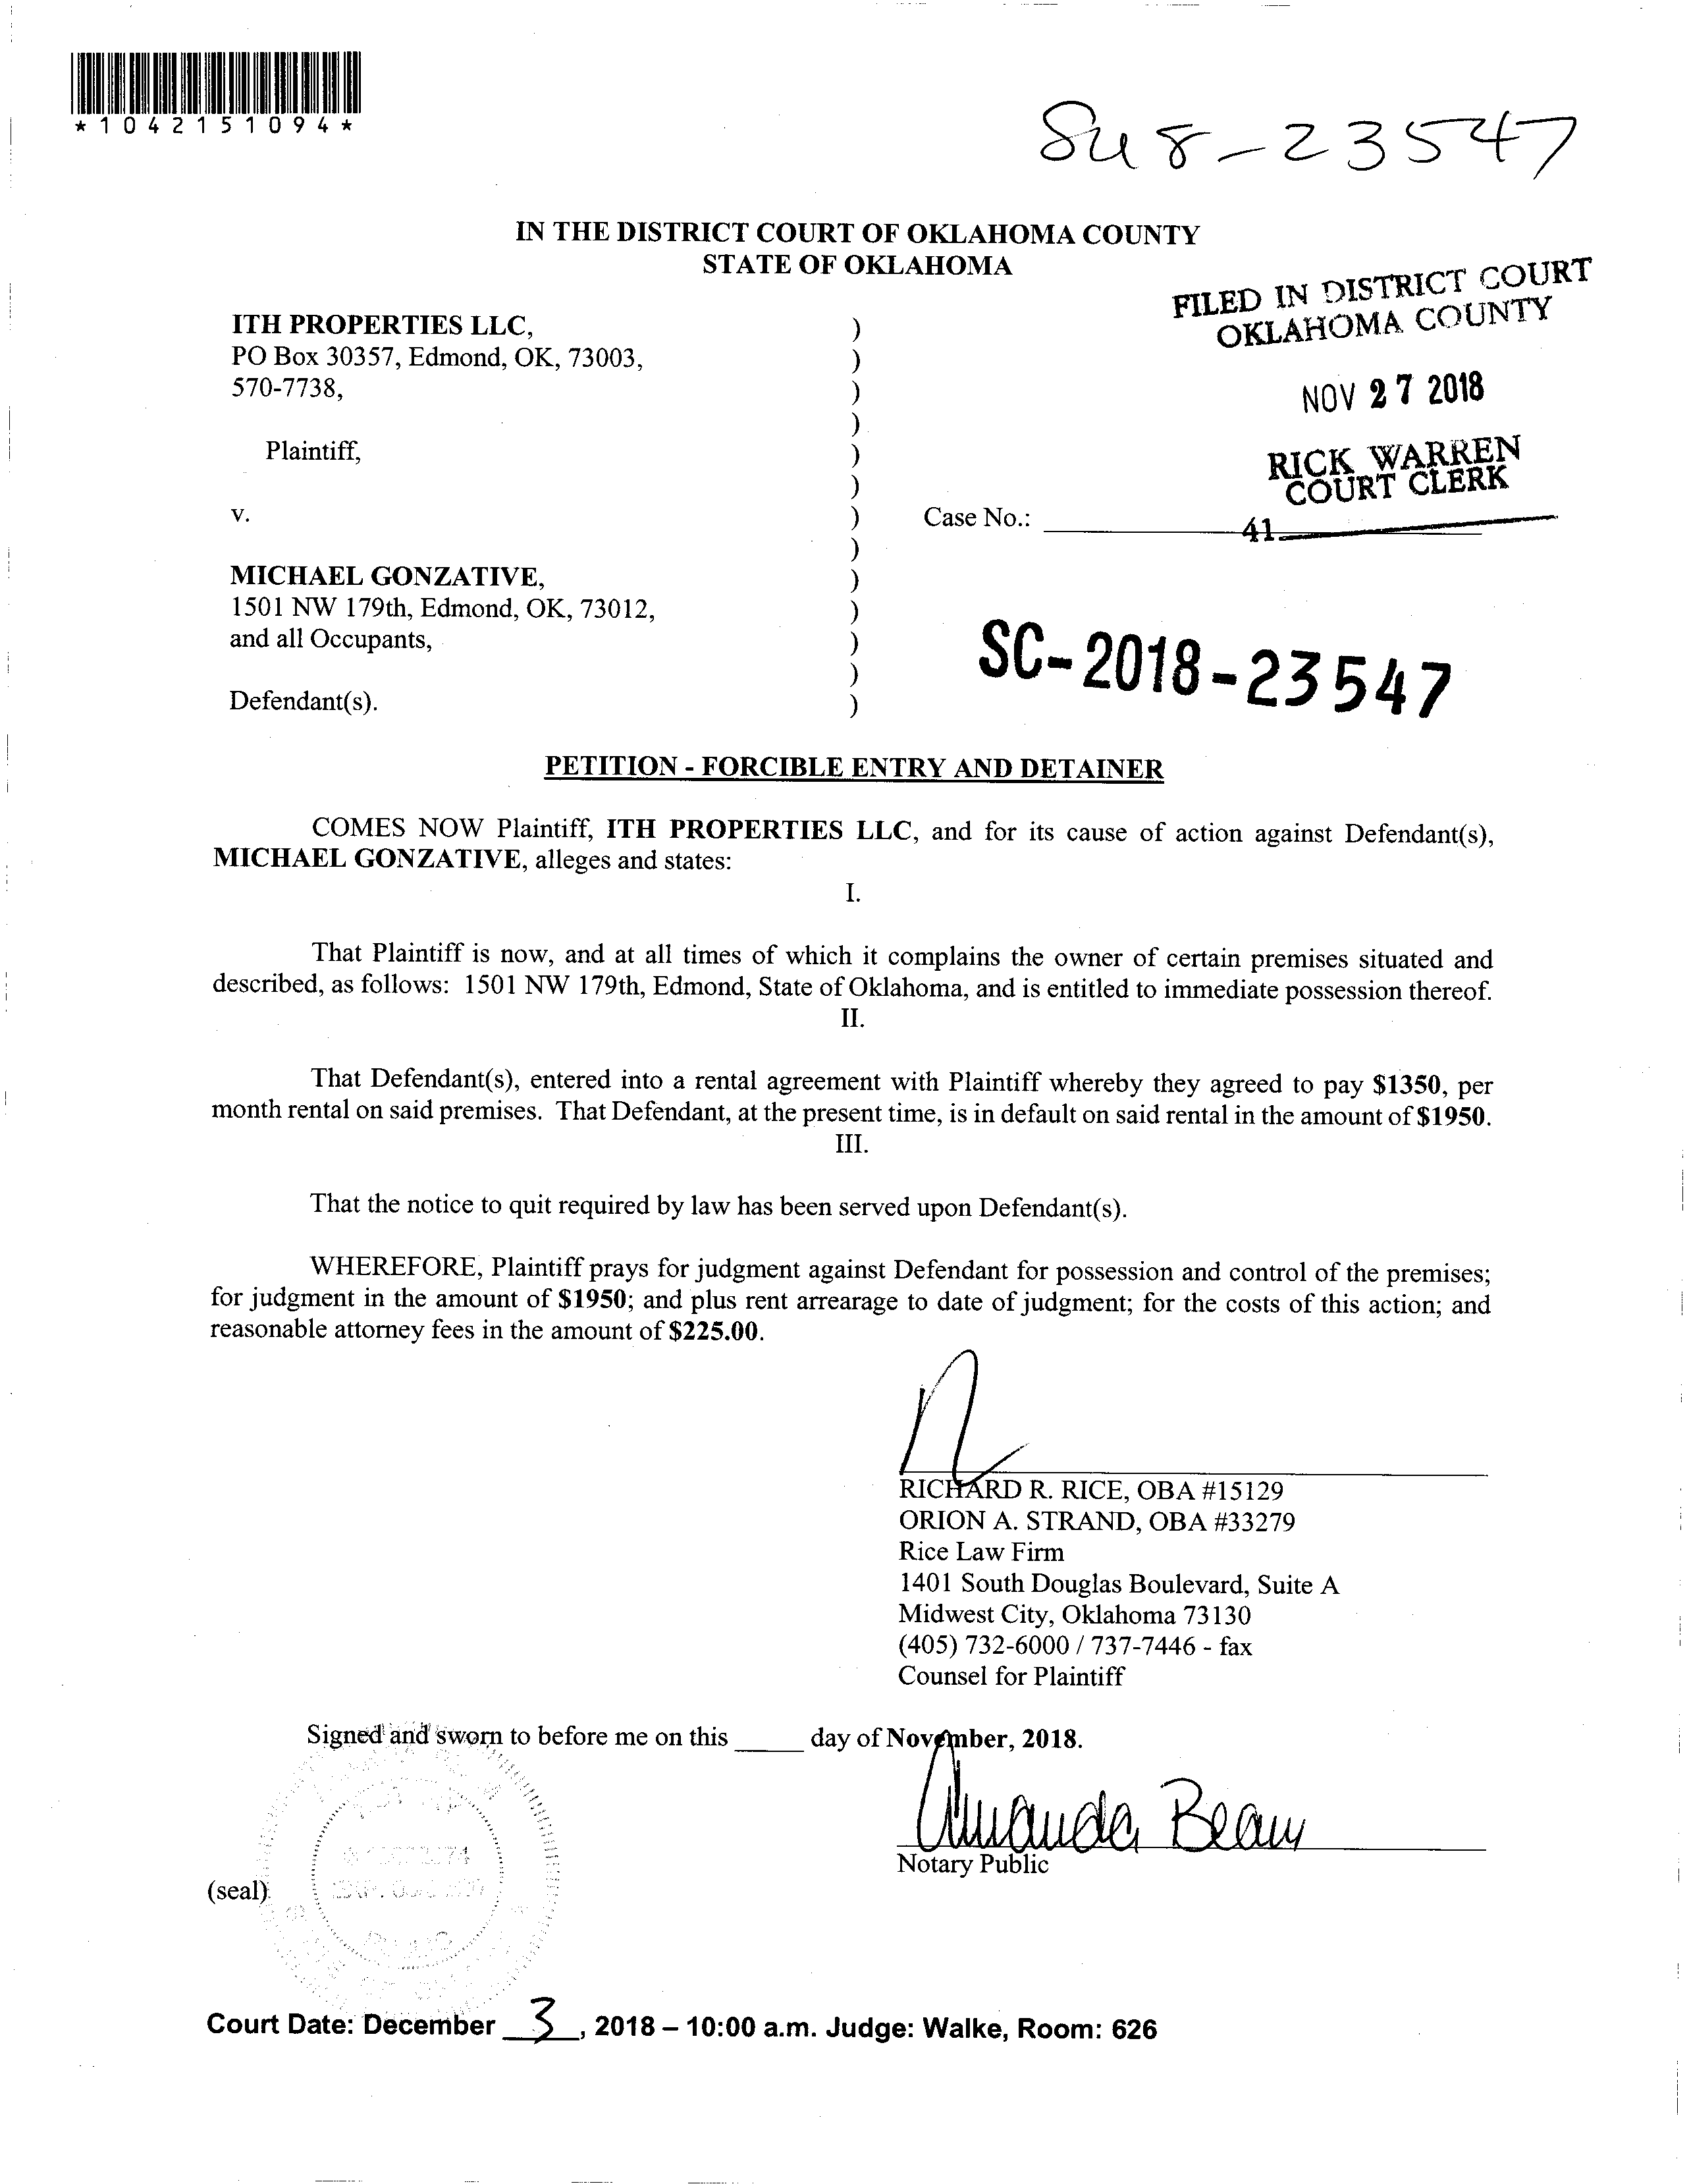 *1042151094*
8u8-23547
IN THE DISTRICT COURT OF OKLAHOMA COUNTY
STATE OF OKLAHOMA
FILED IN DISTRICT COURT
OKLAHOMA COUNTY
NOV 27 2018
RICK WARREN
COURT CLERK
41
ITH PROPERTIES LLC, )
PO Box 30357, Edmond, OK, 73003, )
570-7738, )
)
Plaintiff, )
)
v. ) Case No.:
)
MICHAEL GONZATIVE, )
1501 NW 179th, Edmond, OK, 73012, )
and all Occupants, )
)
Defendant(s). )
SC-2018-23547
PETITION - FORCIBLE ENTRY AND DETAINER
COMES NOW Plaintiff, ITH PROPERTIES LLC, and for its cause of action against Defendant(s),
MICHAEL GONZATIVE, alleges and states:
I.
That Plaintiff is now, and at all times of which it complains the owner of certain premises situated and
described, as follows: 1501 NW 179th, Edmond, State of Oklahoma, and is entitled to immediate possession thereof.
II.
That Defendant(s), entered into a rental agreement with Plaintiff whereby they agreed to pay $1350, per
month rental on said premises. That Defendant, at the present time, is in default on said rental in the amount of $1950.
III.
That the notice to quit required by law has been served upon Defendant(s).
WHEREFORE, Plaintiff prays for judgment against Defendant for possession and control of the premises;
for judgment in the amount of $1950; and plus rent arrearage to date of judgment; for the costs of this action; and
reasonable attorney fees in the amount of $225.00.
RICHARD R. RICE, OBA #15129
ORION A. STRAND, OBA #33279
Rice Law Firm
1401 South Douglas Boulevard, Suite A
Midwest City, Oklahoma 73130
(405) 732-6000 / 737-7446 - fax
Counsel for Plaintiff
Signed and sworn to before me on this _____ day of November, 2018.
Amanda Beam
Notary Public
(seal)
Court Date: December 3, 2018 – 10:00 a.m. Judge: Walke, Room: 626